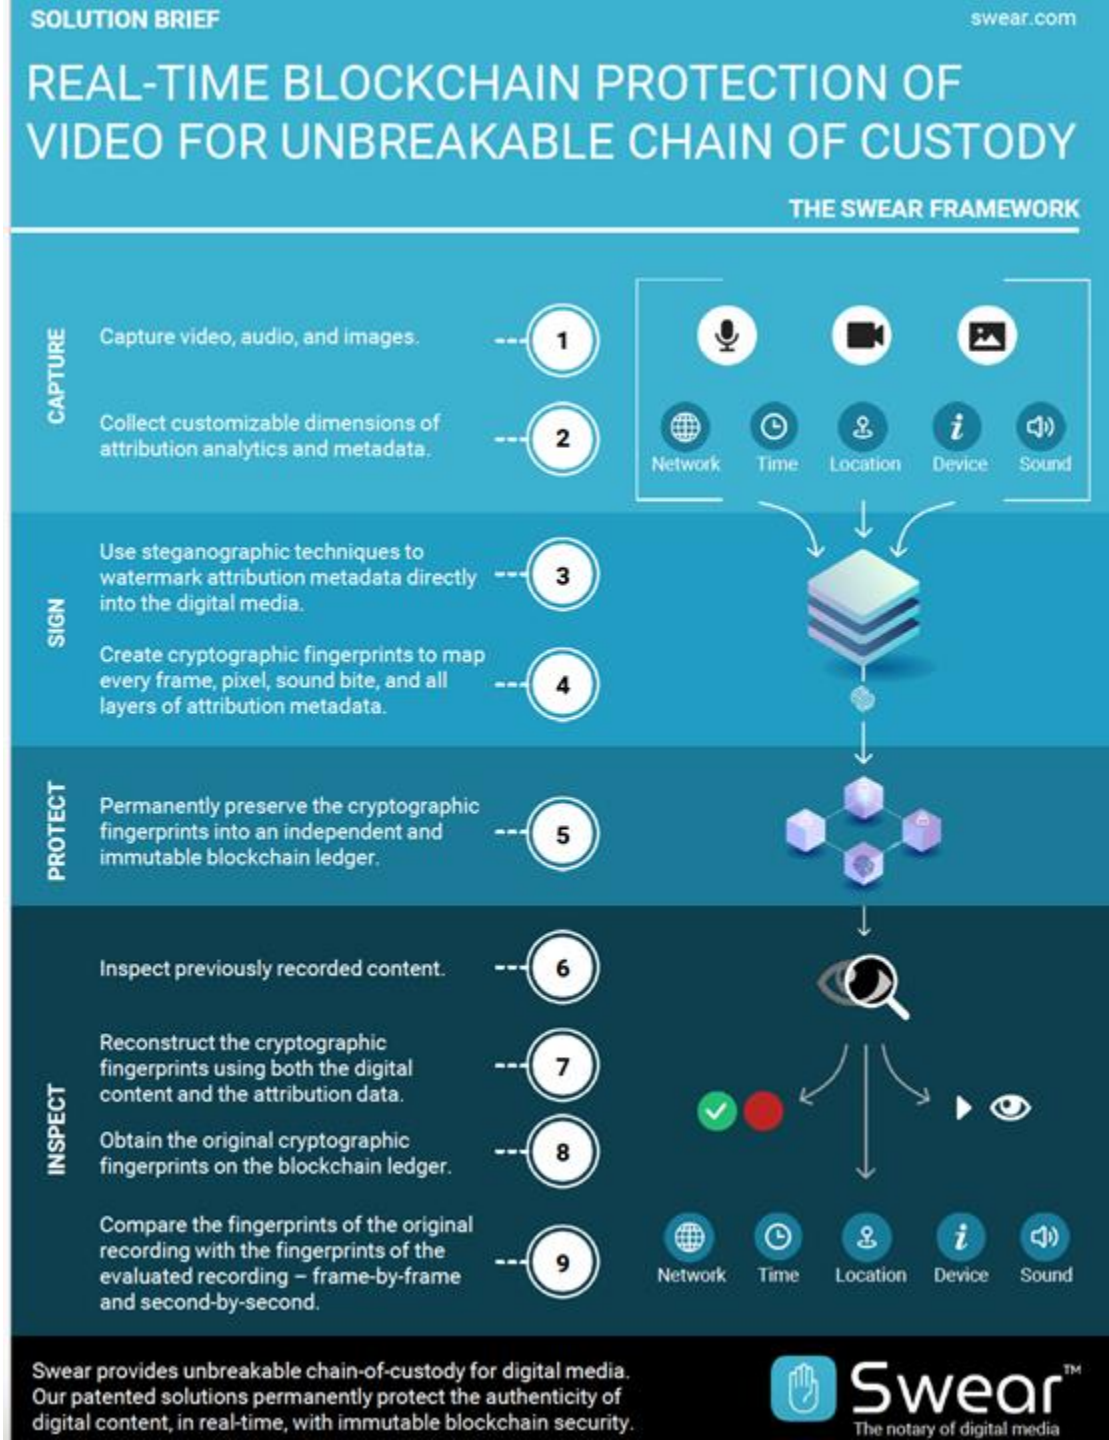 SOLUTION BRIEF
swear.com
REAL-TIME BLOCKCHAIN PROTECTION OF
VIDEO FOR UNBREAKABLE CHAIN OF CUSTODY
THE SWEAR FRAMEWORK
CAPTURE
Capture video, audio, and images.
1
Collect customizable dimensions of
attribution analytics and metadata.
2
Network Time Location Device Sound
SIGN
Use steganographic techniques to
watermark attribution metadata directly
into the digital media.
3
Create cryptographic fingerprints to map
every frame, pixel, sound bite, and all
layers of attribution metadata.
4
PROTECT
Permanently preserve the cryptographic
fingerprints into an independent and
immutable blockchain ledger.
5
INSPECT
Inspect previously recorded content.
6
Reconstruct the cryptographic
fingerprints using both the digital
content and the attribution data.
7
Obtain the original cryptographic
fingerprints on the blockchain ledger.
8
Compare the fingerprints of the original
recording with the fingerprints of the
evaluated recording – frame-by-frame
and second-by-second.
9
Network Time Location Device Sound
Swear provides unbreakable chain-of-custody for digital media.
Our patented solutions permanently protect the authenticity of
digital content, in real-time, with immutable blockchain security.
Swear™
The notary of digital media